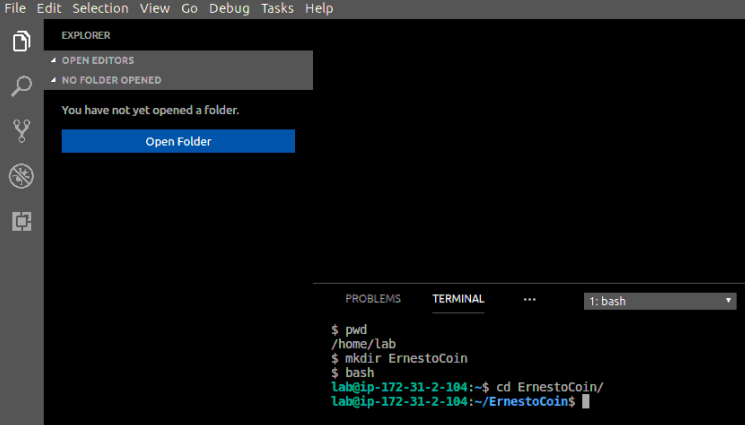 File Edit Selection View Go Debug Tasks Help
EXPLORER
OPEN EDITORS
NO FOLDER OPENED
You have not yet opened a folder.
Open Folder
PROBLEMS TERMINAL ••• 1: bash
$ pwd
/home/lab
$ mkdir ErnestoCoin
$ bash
lab@ip-172-31-2-104:~$ cd ErnestoCoin/
lab@ip-172-31-2-104:~/ErnestoCoin$